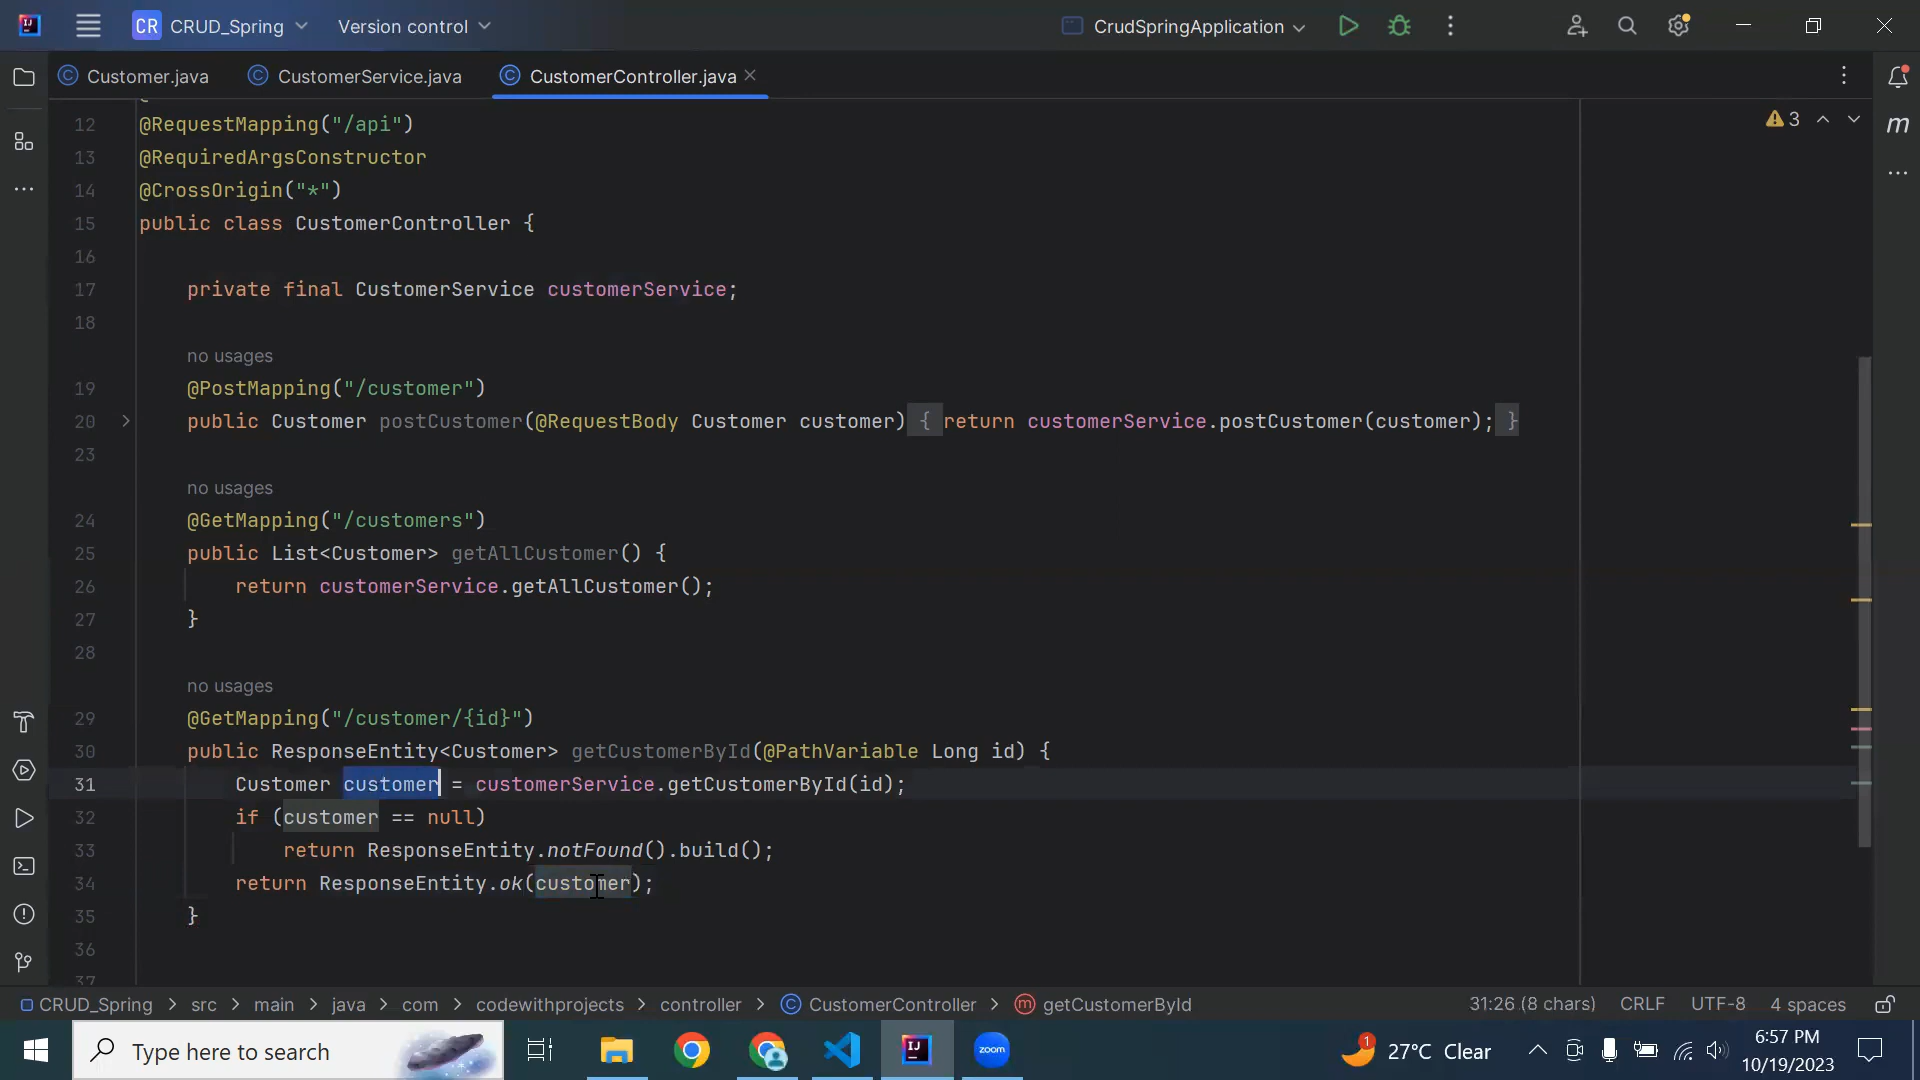 CR CRUD_Spring Version control CrudSpringApplication
Customer.java CustomerService.java CustomerController.java
3
m
12 @RequestMapping("/api")
13 @RequiredArgsConstructor
14 @CrossOrigin("*")
15 public class CustomerController {
16
17 private final CustomerService customerService;
18
no usages
19 @PostMapping("/customer")
20 public Customer postCustomer(@RequestBody Customer customer) { return customerService.postCustomer(customer); }
23
no usages
24 @GetMapping("/customers")
25 public List<Customer> getAllCustomer() {
26 return customerService.getAllCustomer();
27 }
28
no usages
29 @GetMapping("/customer/{id}")
30 public ResponseEntity<Customer> getCustomerById(@PathVariable Long id) {
31 Customer customer = customerService.getCustomerById(id);
32 if (customer == null)
33 return ResponseEntity.notFound().build();
34 return ResponseEntity.ok(customer);
35 }
36
37
CRUD_Spring > src > main > java > com > codewithprojects > controller > CustomerController > getCustomerById 31:26 (8 chars) CRLF UTF-8 4 spaces
Type here to search IJ zoom 1 27°C Clear 6:57 PM
10/19/2023